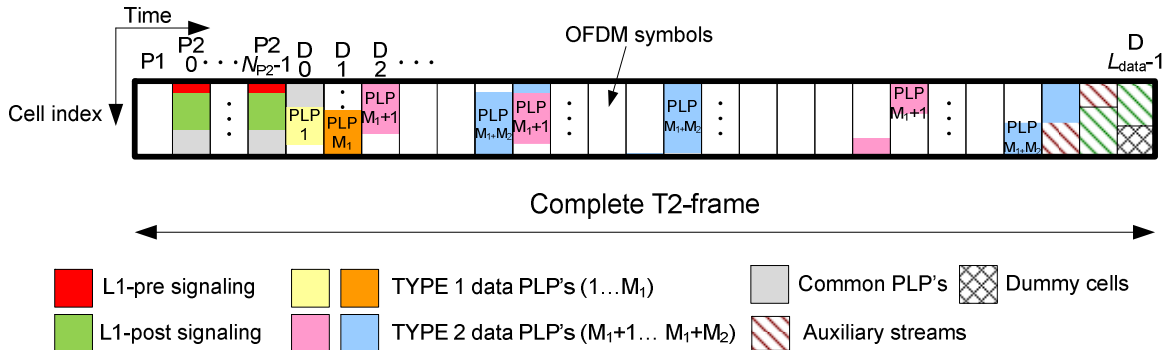 Time
P1
P2
0
· · ·
P2
N_P2-1
D
0
D
1
D
2
· · ·
OFDM symbols
D
L_data-1
Cell index
PLP
1
PLP
M₁
PLP
M₁+1
PLP
M₁+M₂
PLP
M₁+1
PLP
M₁+M₂
PLP
M₁+1
PLP
M₁+M₂
Complete T2-frame
L1-pre signaling
TYPE 1 data PLP's (1...M₁)
Common PLP's
Dummy cells
L1-post signaling
TYPE 2 data PLP's (M₁+1... M₁+M₂)
Auxiliary streams